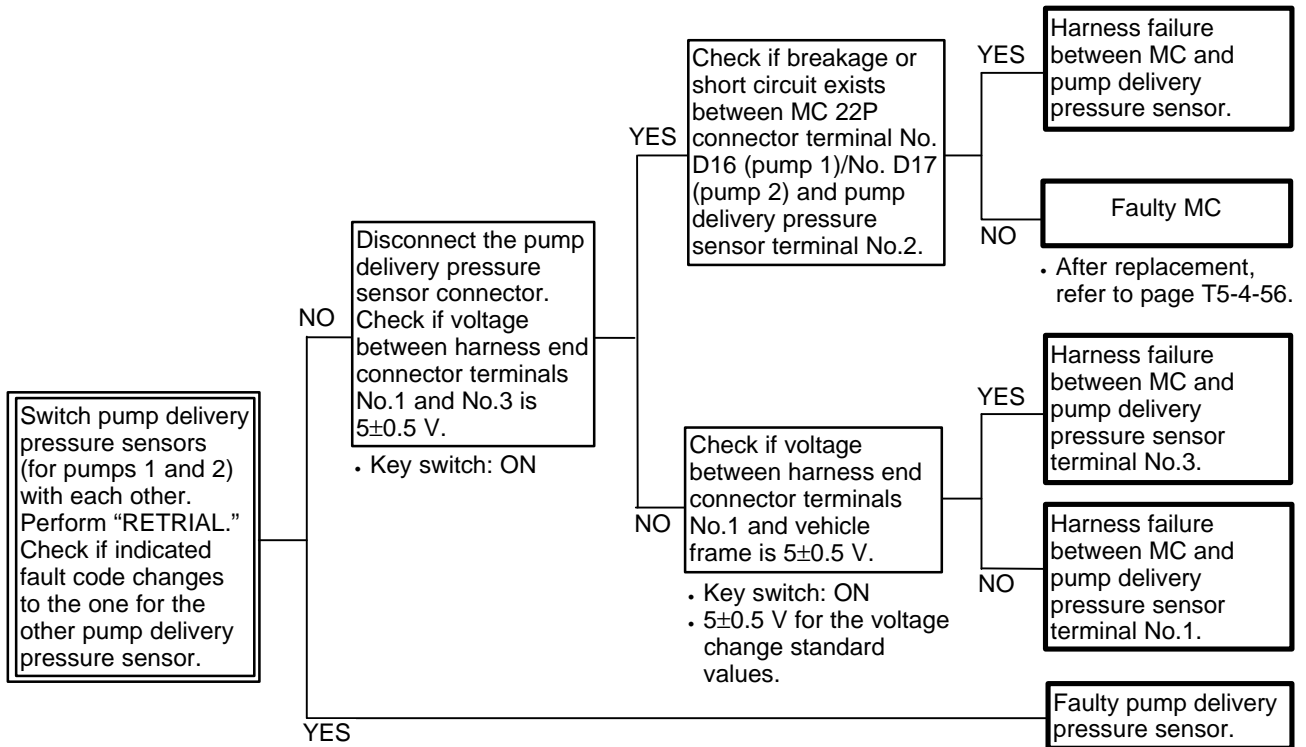 Switch pump delivery
pressure sensors
(for pumps 1 and 2)
with each other.
Perform “RETRIAL.”
Check if indicated
fault code changes
to the one for the
other pump delivery
pressure sensor.
NO
Disconnect the pump
delivery pressure
sensor connector.
Check if voltage
between harness end
connector terminals
No.1 and No.3 is
5±0.5 V.
• Key switch: ON
YES
Check if breakage or
short circuit exists
between MC 22P
connector terminal No.
D16 (pump 1)/No. D17
(pump 2) and pump
delivery pressure
sensor terminal No.2.
YES
Harness failure
between MC and
pump delivery
pressure sensor.
NO
Faulty MC
• After replacement,
refer to page T5-4-56.
NO
Check if voltage
between harness end
connector terminals
No.1 and vehicle
frame is 5±0.5 V.
• Key switch: ON
• 5±0.5 V for the voltage
change standard
values.
YES
Harness failure
between MC and
pump delivery
pressure sensor
terminal No.3.
NO
Harness failure
between MC and
pump delivery
pressure sensor
terminal No.1.
YES
Faulty pump delivery
pressure sensor.